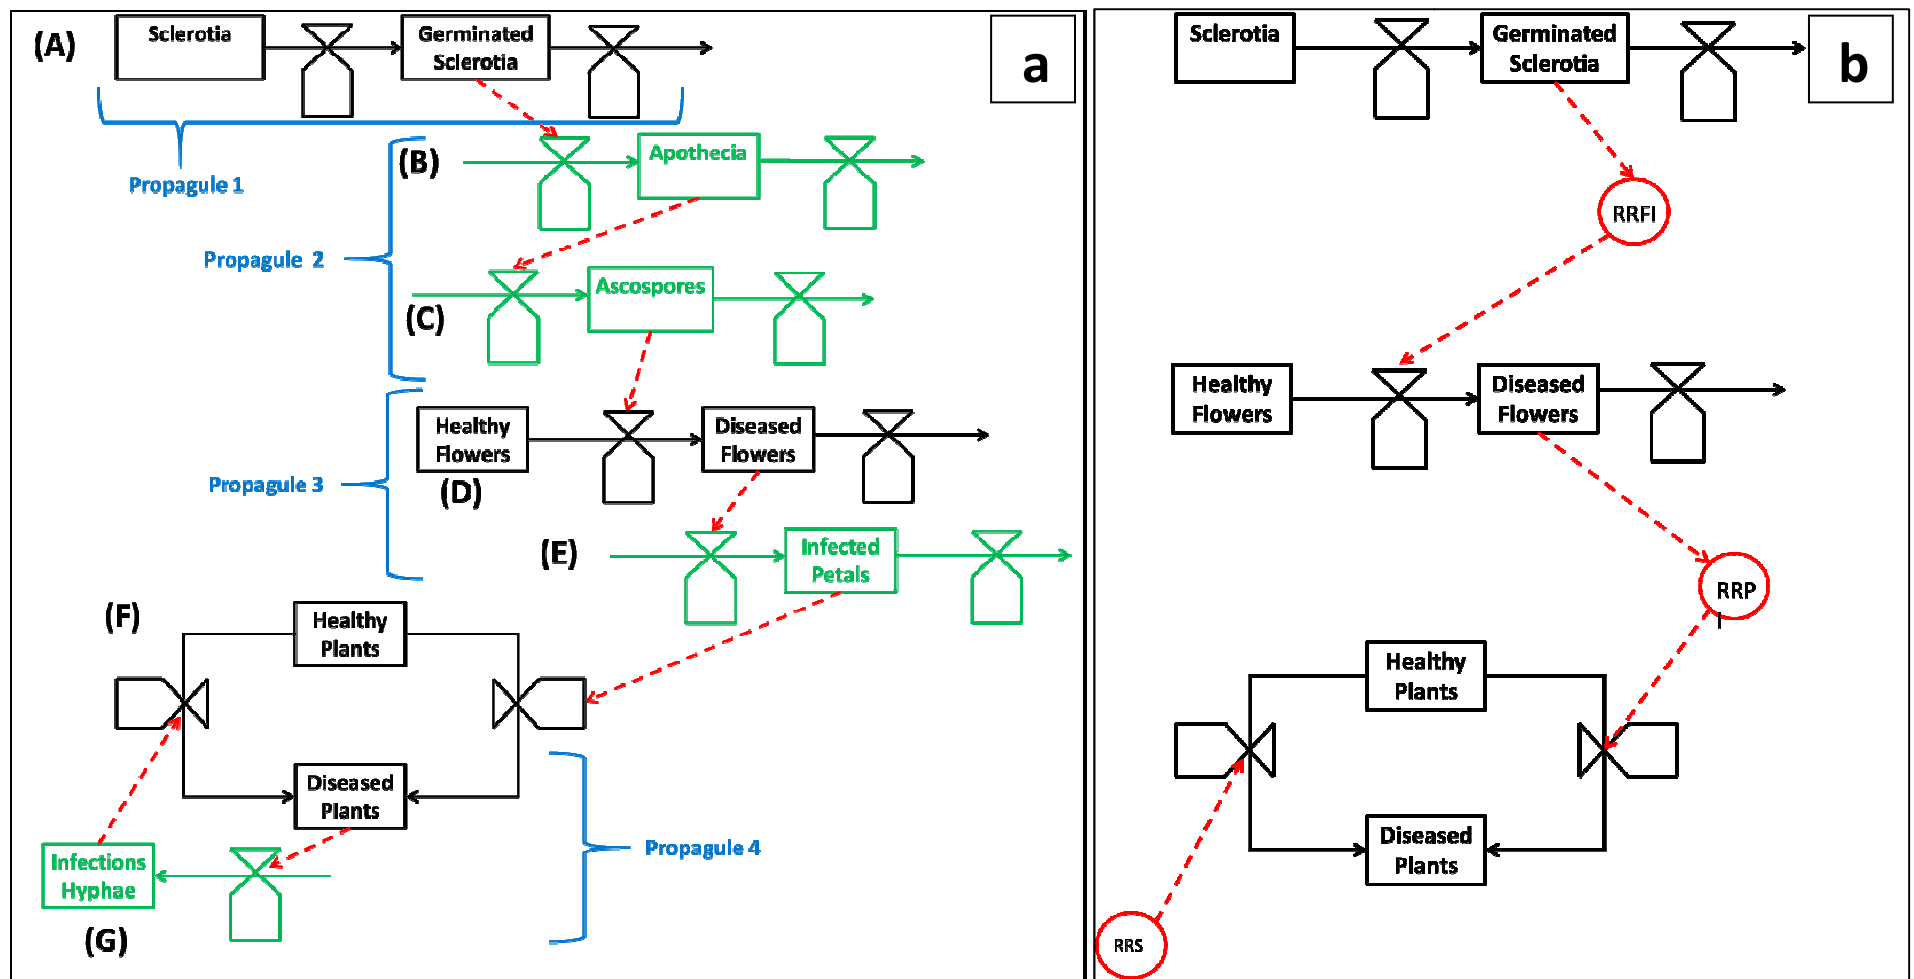 (A)
Sclerotia
Germinated
Sclerotia
a
Propagule 1
(B)
Apothecia
Propagule 2
(C)
Ascospores
Healthy
Flowers
Diseased
Flowers
(D)
Propagule 3
(E)
Infected
Petals
(F)
Healthy
Plants
Diseased
Plants
Propagule 4
Infections
Hyphae
(G)
Sclerotia
Germinated
Sclerotia
b
RRFI
Healthy
Flowers
Diseased
Flowers
RRP
I
Healthy
Plants
Diseased
Plants
RRS